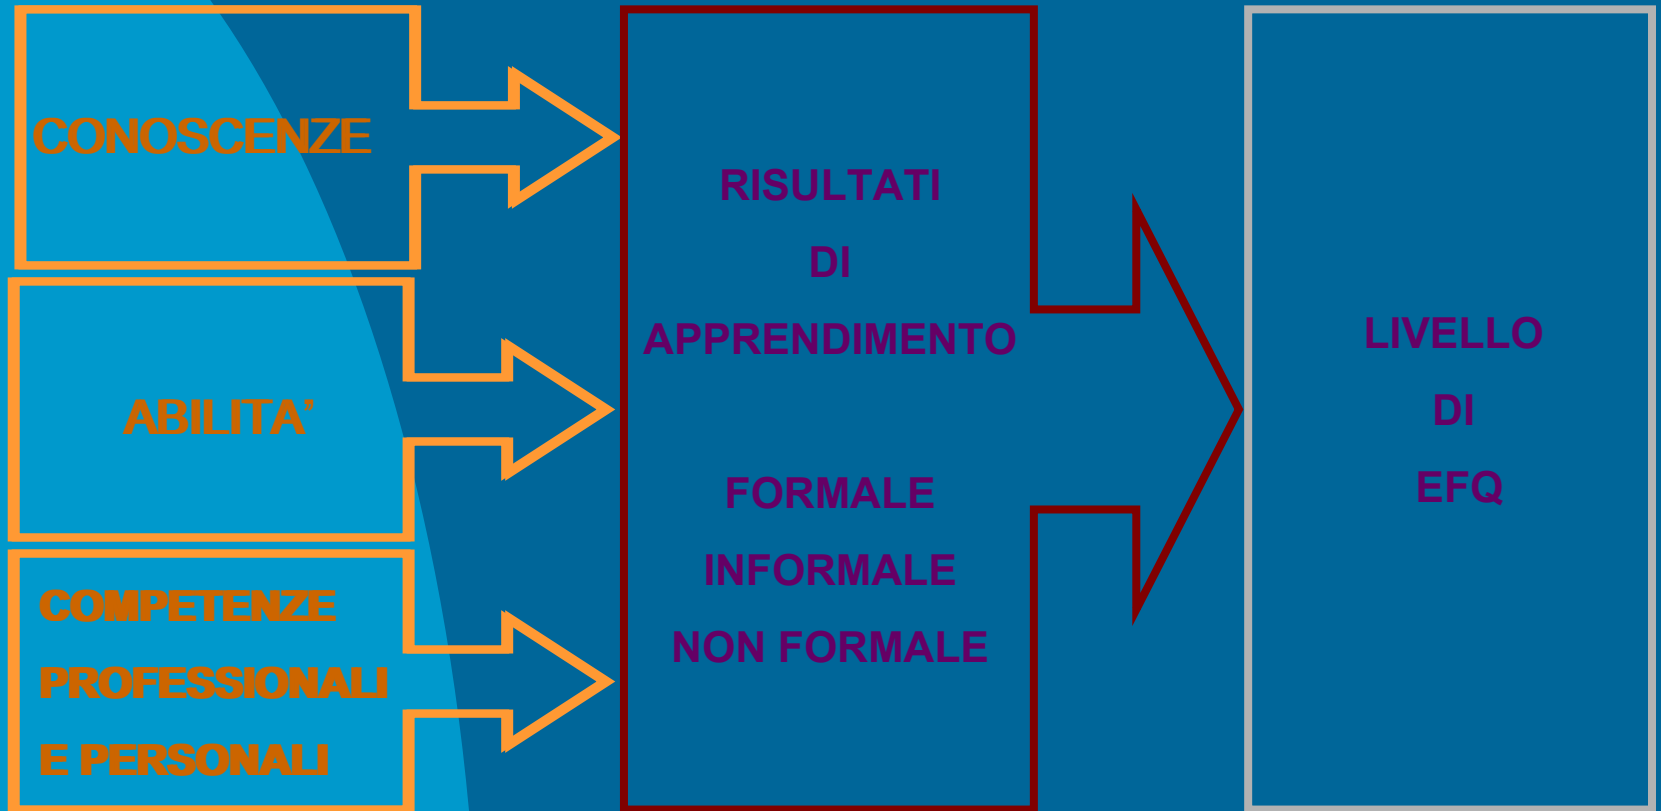 CONOSCENZE
ABILITA’
COMPETENZE
PROFESSIONALI
E PERSONALI
RISULTATI
DI
APPRENDIMENTO
FORMALE
INFORMALE
NON FORMALE
LIVELLO
DI
EFQ